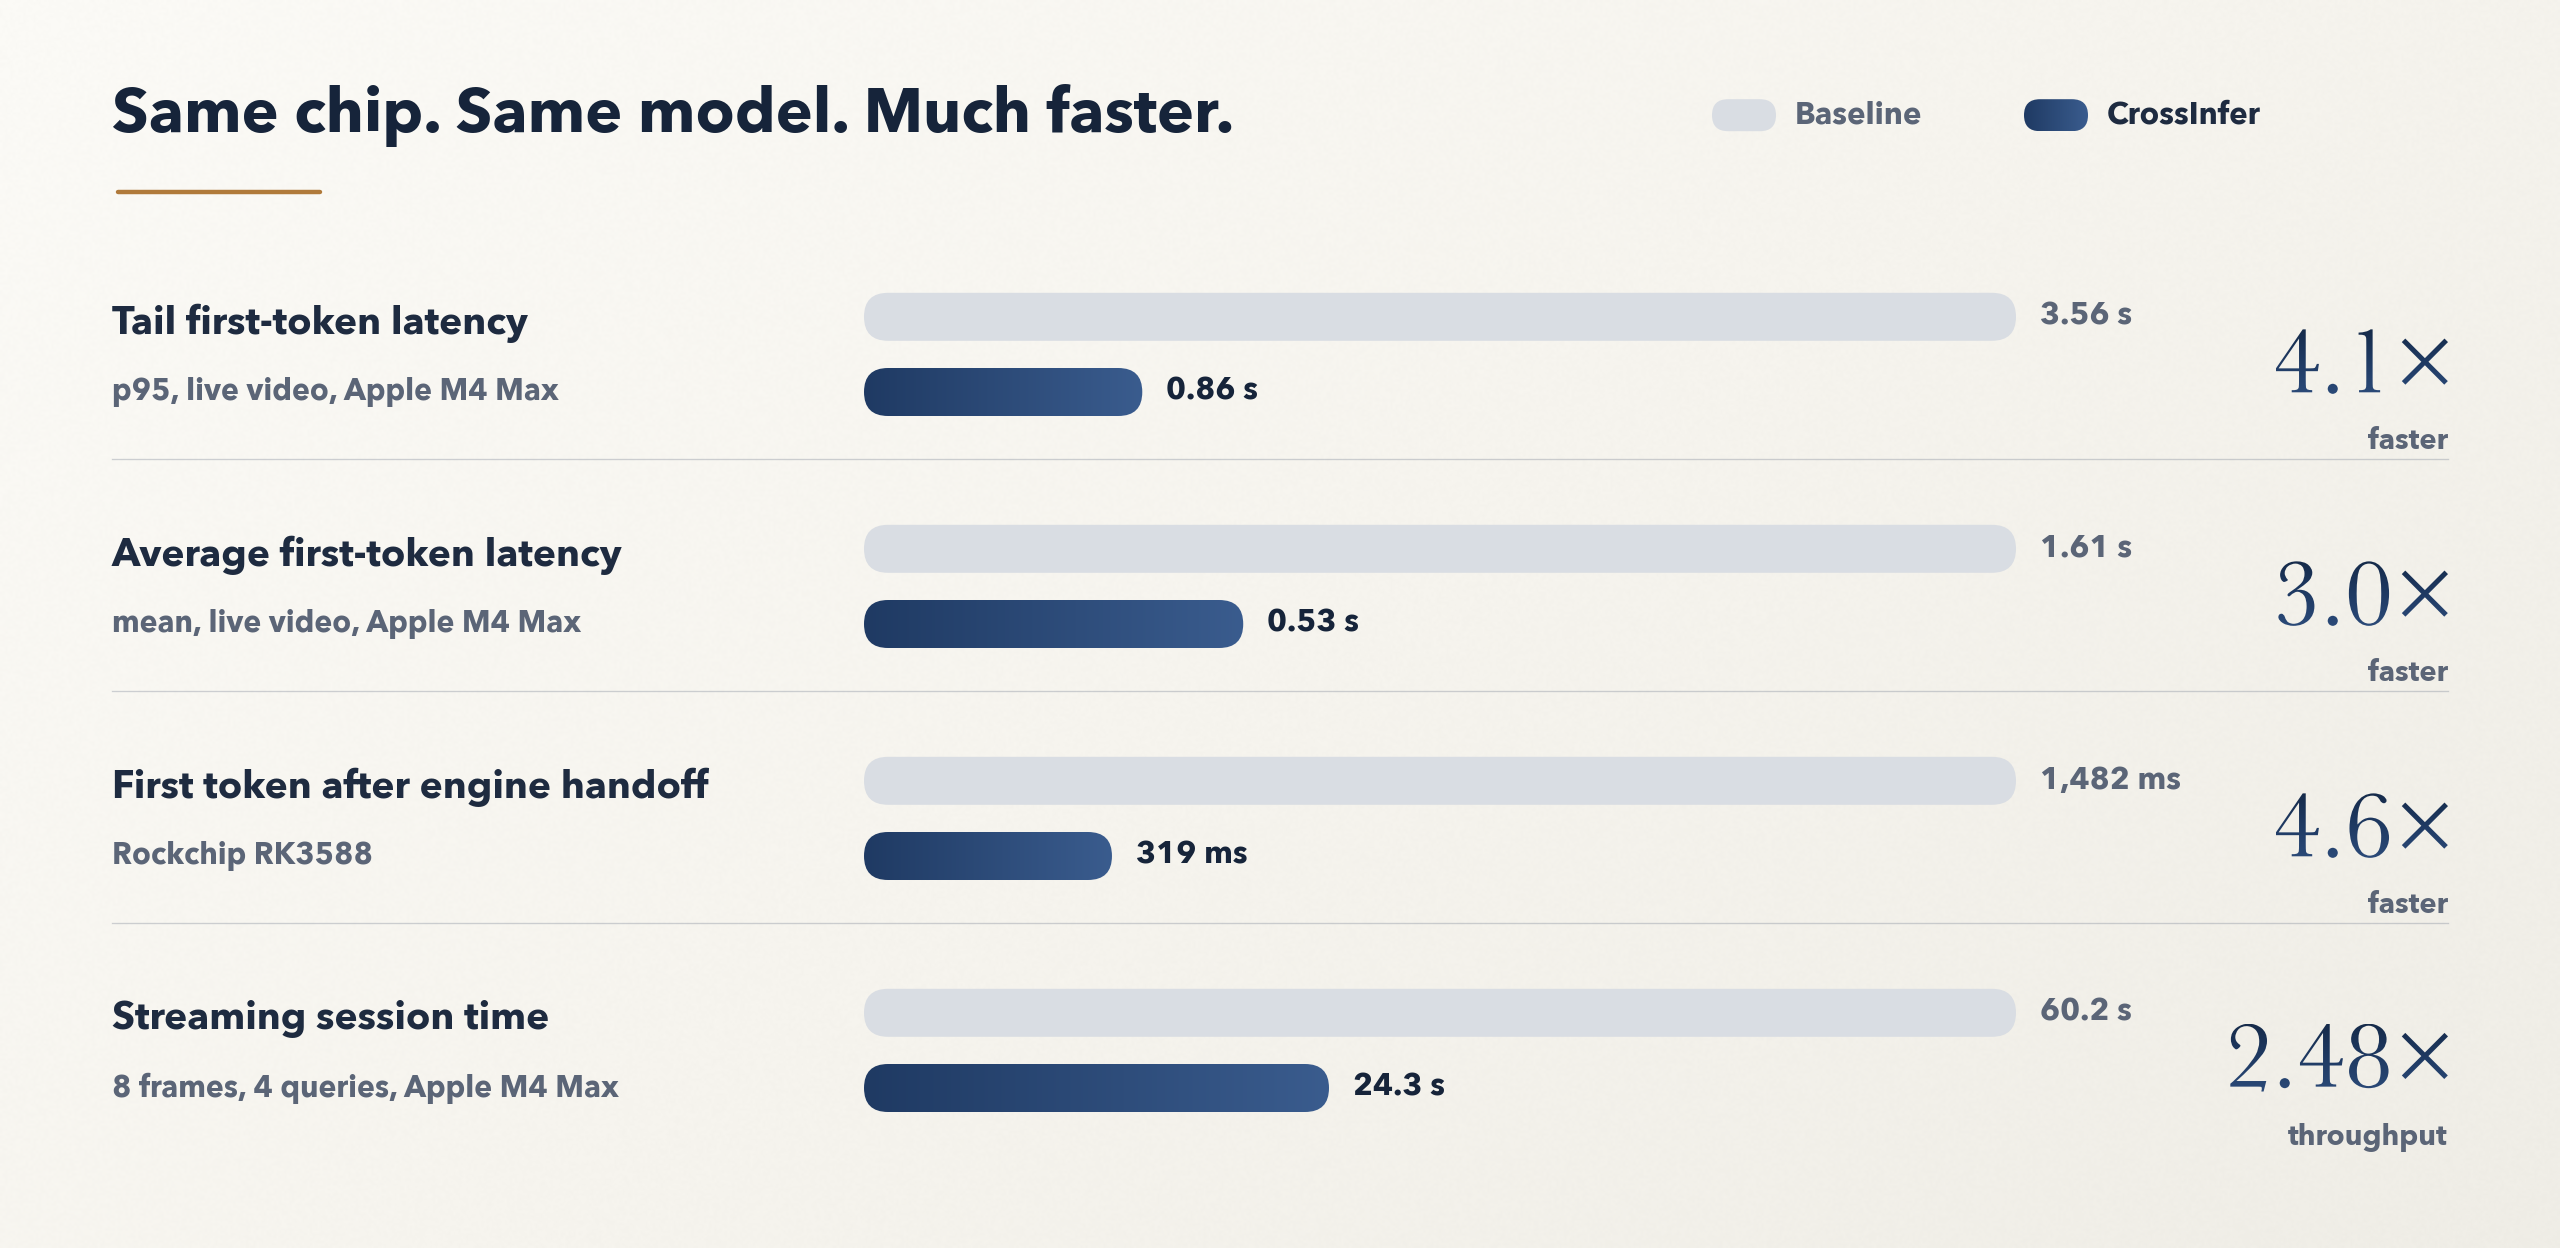 Same chip. Same model. Much faster.
Baseline
CrossInfer
Tail first-token latency
p95, live video, Apple M4 Max
3.56 s
0.86 s
4.1×
faster
Average first-token latency
mean, live video, Apple M4 Max
1.61 s
0.53 s
3.0×
faster
First token after engine handoff
Rockchip RK3588
1,482 ms
319 ms
4.6×
faster
Streaming session time
8 frames, 4 queries, Apple M4 Max
60.2 s
24.3 s
2.48×
throughput